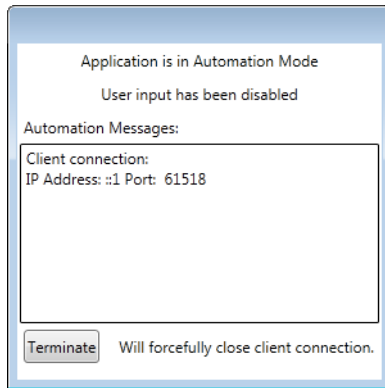 Application is in Automation Mode
User input has been disabled
Automation Messages:
Client connection:
IP Address: ::1 Port:  61518
Terminate Will forcefully close client connection.